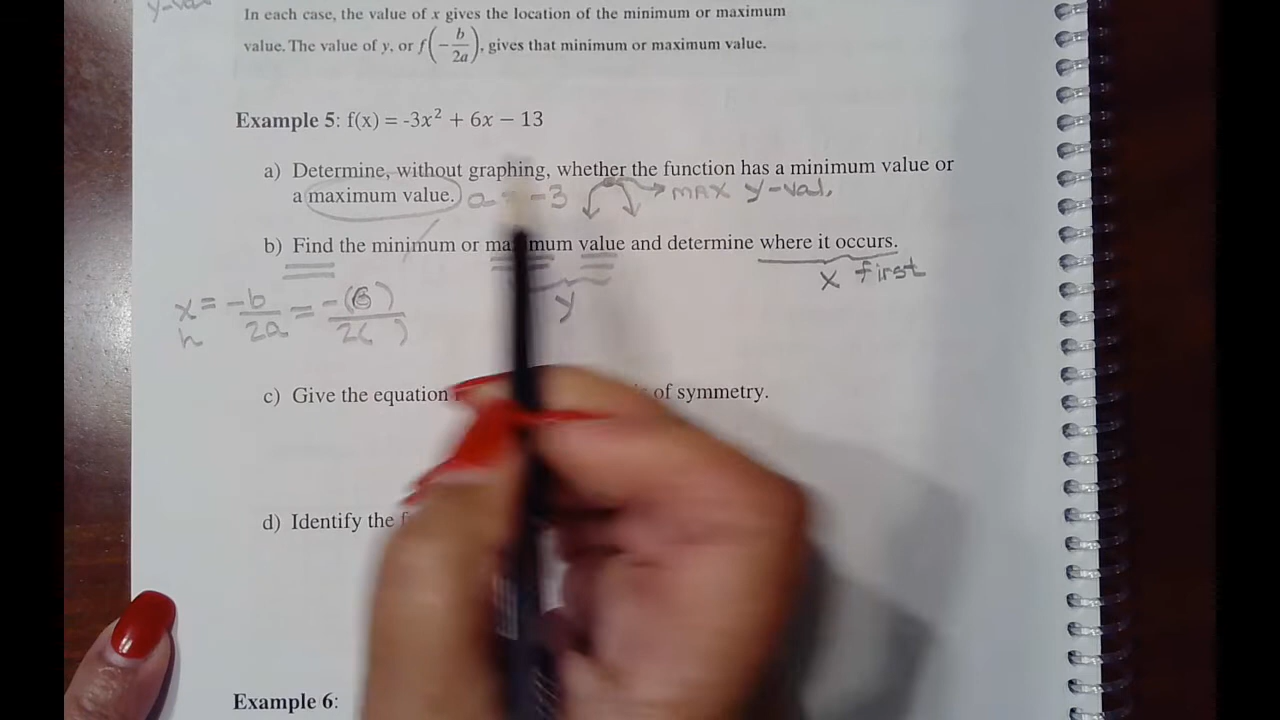 y-val
In each case, the value of x gives the location of the minimum or maximum
value. The value of y, or f(-b/2a), gives that minimum or maximum value.
Example 5: f(x) = -3x² + 6x − 13
a) Determine, without graphing, whether the function has a minimum value or
a maximum value. a = -3 → max y-val.
b) Find the minimum or maximum value and determine where it occurs.
x first
x = -b/2a = -(6)/2( )
h
y
c) Give the equation of symmetry.
d) Identify the
Example 6: